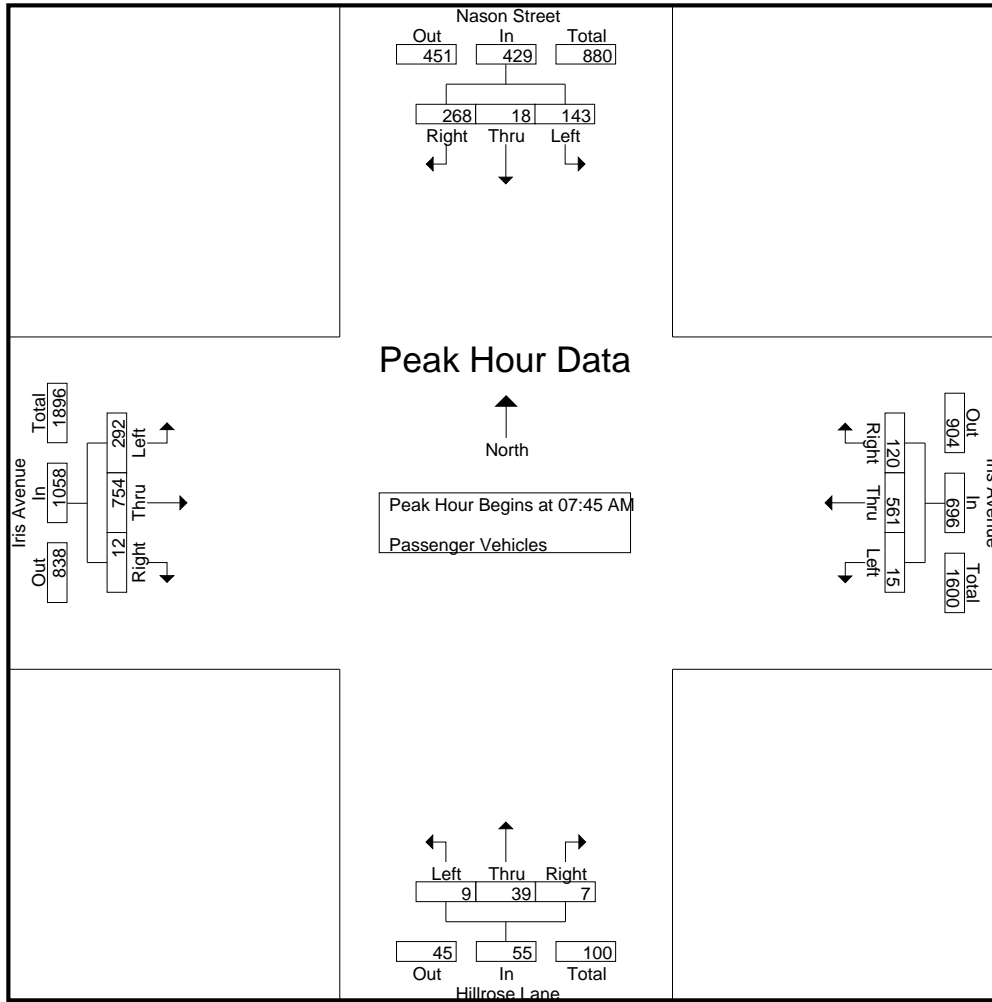 Nason Street
Out In Total
451 429 880
268 18 143
Right Thru Left
Peak Hour Data
North
Peak Hour Begins at 07:45 AM
Passenger Vehicles
Iris Avenue
Out In Total
838 1058 1896
12 754 292
Right Thru Left
Iris Avenue
Out In Total
904 696 1600
120 561 15
Right Thru Left
Left Thru Right
9 39 7
45 55 100
Out In Total
Hillrose Lane